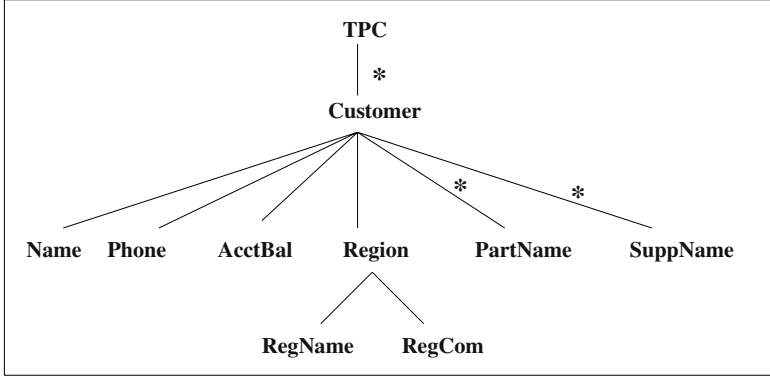 TPC
*
Customer
* *
Name Phone AcctBal Region PartName SuppName
RegName RegCom